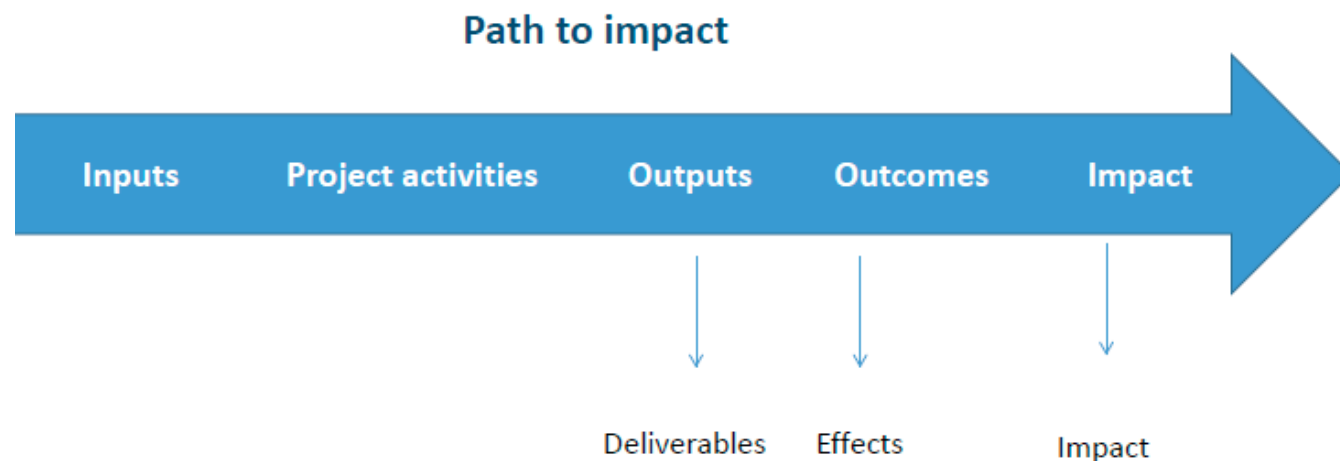 Path to impact
Inputs Project activities Outputs Outcomes Impact
Deliverables Effects Impact